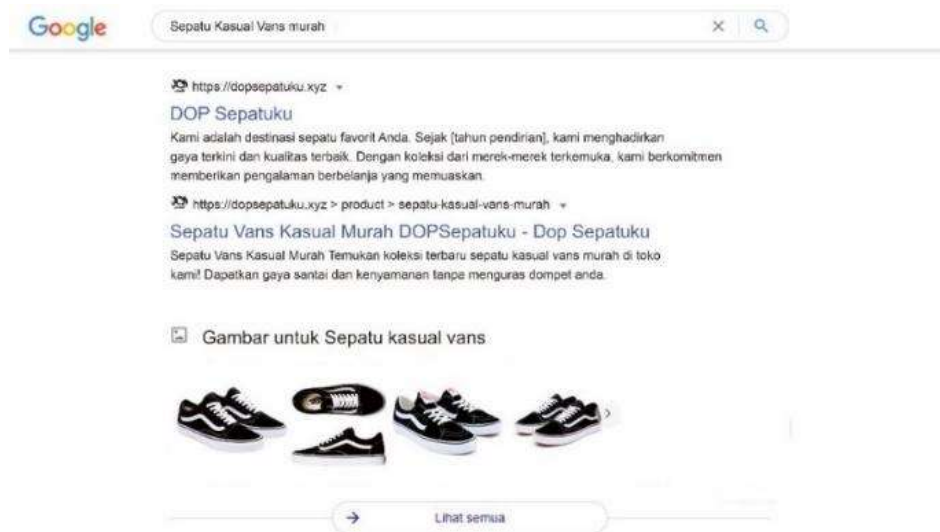 Google
Sepatu Kasual Vans murah
https://dopsepatuku.xyz
DOP Sepatuku
Kami adalah destinasi sepatu favorit Anda. Sejak [tahun pendirian], kami menghadirkan
gaya terkini dan kualitas terbaik. Dengan koleksi dari merek-merek terkemuka, kami berkomitmen
memberikan pengalaman berbelanja yang memuaskan.
https://dopsepatuku.xyz > product > sepatu-kasual-vans-murah
Sepatu Vans Kasual Murah DOPSepatuku - Dop Sepatuku
Sepatu Vans Kasual Murah Temukan koleksi terbaru sepatu kasual vans murah di toko
kami! Dapatkan gaya santai dan kenyamanan tanpa menguras dompet anda.
Gambar untuk Sepatu kasual vans
Lihat semua